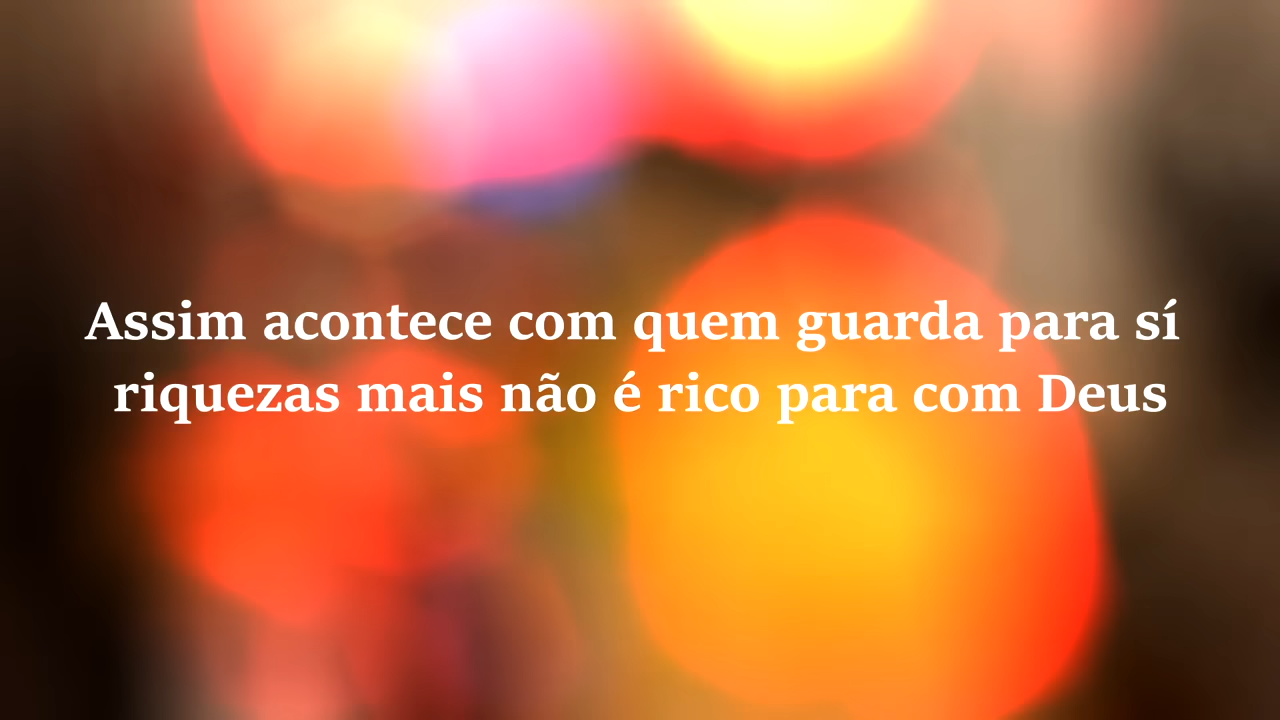 Assim acontece com quem guarda para sí
riquezas mais não é rico para com Deus